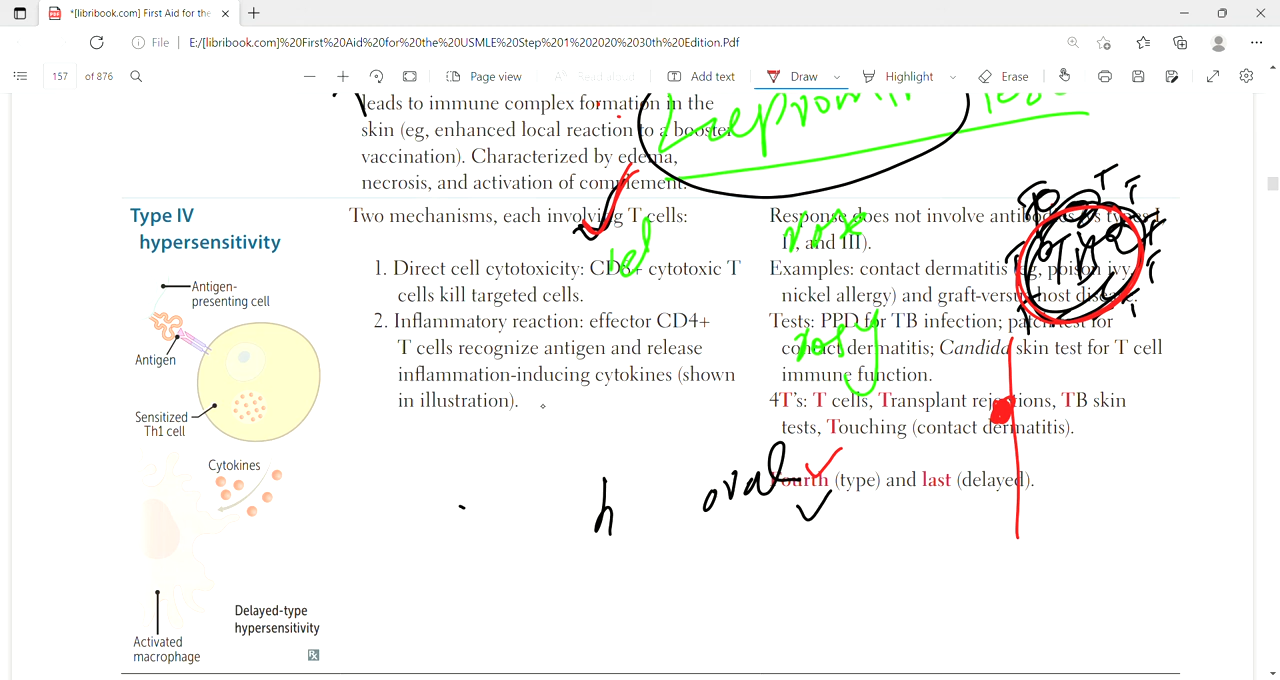 *[libribook.com] First Aid for the
File E:/[libribook.com]%20First%20Aid%20for%20the%20USMLE%20Step%201%202020%2030th%20Edition.Pdf
157 of 876 Page view Read aloud Add text Draw Highlight Erase
leads to immune complex formation in the
skin (eg, enhanced local reaction to a booster
vaccination). Characterized by edema,
necrosis, and activation of complement.
Type IV
hypersensitivity
Antigen-
presenting cell
Antigen
Sensitized
Th1 cell
Cytokines
Activated
macrophage
Delayed-type
hypersensitivity
Rx
Two mechanisms, each involving T cells:
1. Direct cell cytotoxicity: CD8+ cytotoxic T
cells kill targeted cells.
2. Inflammatory reaction: effector CD4+
T cells recognize antigen and release
inflammation-inducing cytokines (shown
in illustration).
Response does not involve antibodies types I
II, and III).
Examples: contact dermatitis poison ivy,
nickel allergy) and graft-versus-host disease.
Tests: PPD for TB infection; patch test for
contact dermatitis; Candida skin test for T cell
immune function.
4T's: T cells, Transplant rejections, TB skin
tests, Touching (contact dermatitis).
Fourth (type) and last (delayed).
h oval